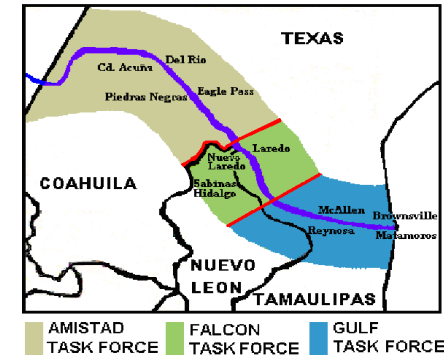 TEXAS
Del Rio
Cd. Acuña
Eagle Pass
Piedras Negras
Laredo
Nuevo
Laredo
COAHUILA
Sabinas
Hidalgo
McAllen
Brownsville
Reynosa
Matamoros
NUEVO
LEON
TAMAULIPAS
AMISTAD
TASK FORCE
FALCON
TASK FORCE
GULF
TASK FORCE